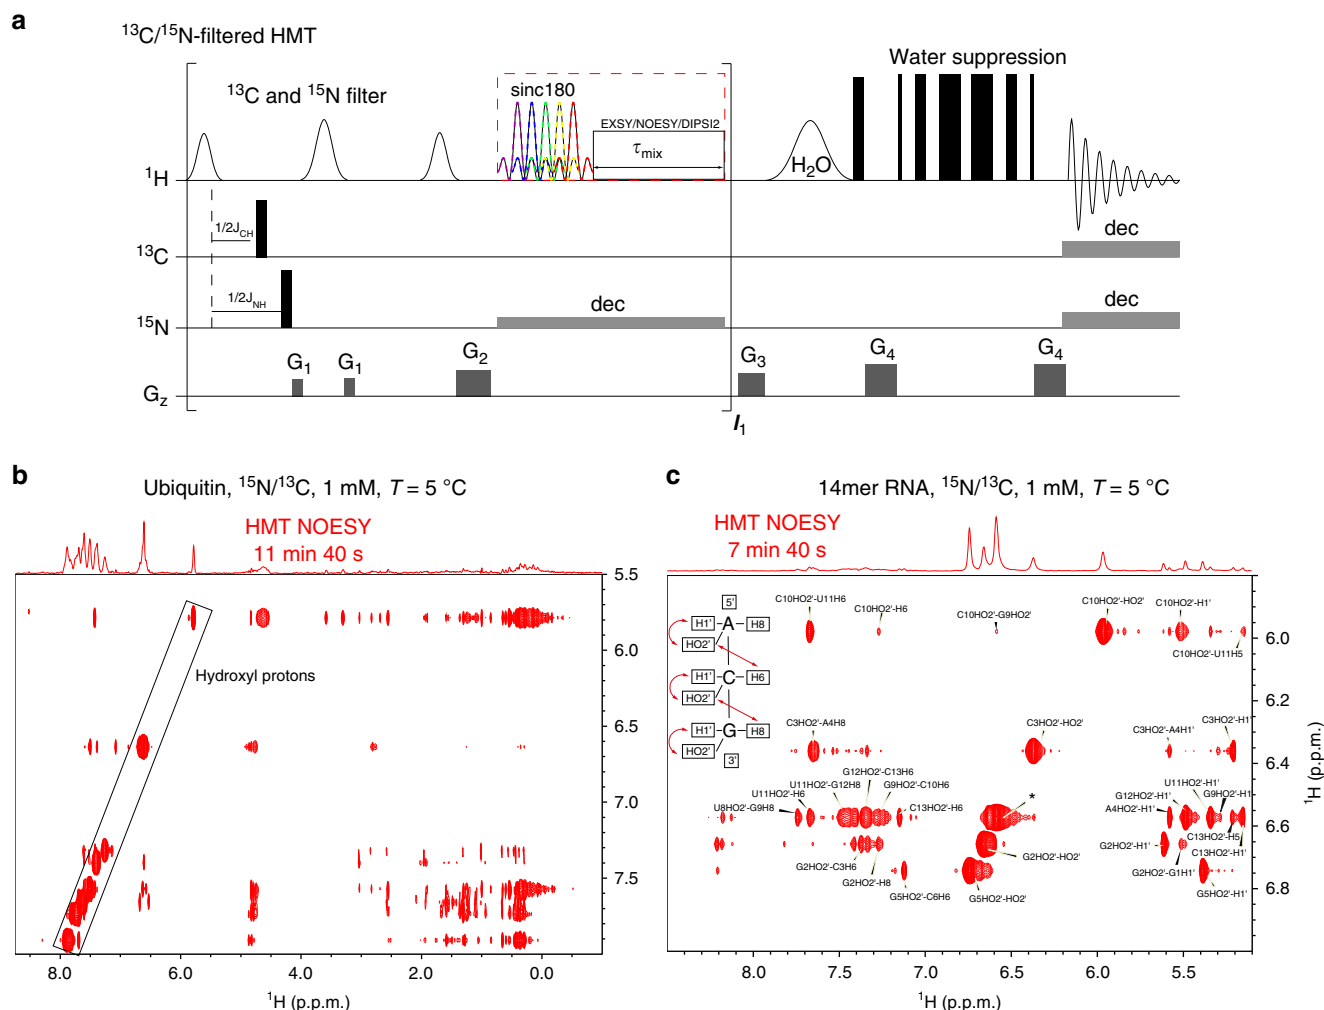 a
¹³C/¹⁵N-filtered HMT
Water suppression
¹³C and ¹⁵N filter
sinc180
EXSY/NOESY/DIPSI2
τmix
H₂O
¹H
1/2J_CH
dec
¹³C
1/2J_NH
dec
dec
¹⁵N
G₁
G₁
G₂
G₃
G₄
G₄
G_z
I₁
b
Ubiquitin, ¹⁵N/¹³C, 1 mM, T = 5 °C
HMT NOESY
11 min 40 s
Hydroxyl protons
5.5
6.0
6.5
7.0
7.5
8.0
6.0
4.0
2.0
0.0
¹H (p.p.m.)
c
14mer RNA, ¹⁵N/¹³C, 1 mM, T = 5 °C
HMT NOESY
7 min 40 s
5'
H1' A H8
HO2'
H1' C H6
HO2'
H1' G H8
HO2'
3'
C10HO2'-U11H6
C10HO2'-H6
C10HO2'-G9HO2'
C10HO2'-HO2'
C10HO2'-H1'
C10HO2'-U11H5
C3HO2'-A4H8
C3HO2'-HO2'
C3HO2'-A4H1'
C3HO2'-H1'
G12HO2'-C13H6
U11HO2'-G12H8
G9HO2'-C10H6
U11HO2'-H6
U8HO2'-G9H8
C13HO2'-H6
*
U11HO2'-H1'
G12HO2'-H1'
G9HO2'-H1
A4HO2'-H1'
C13HO2'-H5
G2HO2'-H1'
C13HO2'-H1'
G2HO2'-C3H6
G2HO2'-HO2'
G2HO2'-G1H1'
G2HO2'-H8
G5HO2'-C6H6
G5HO2'-HO2'
G5HO2'-H1'
6.0
6.2
6.4
6.6
6.8
¹H (p.p.m.)
8.0
7.5
7.0
6.5
6.0
5.5
¹H (p.p.m.)